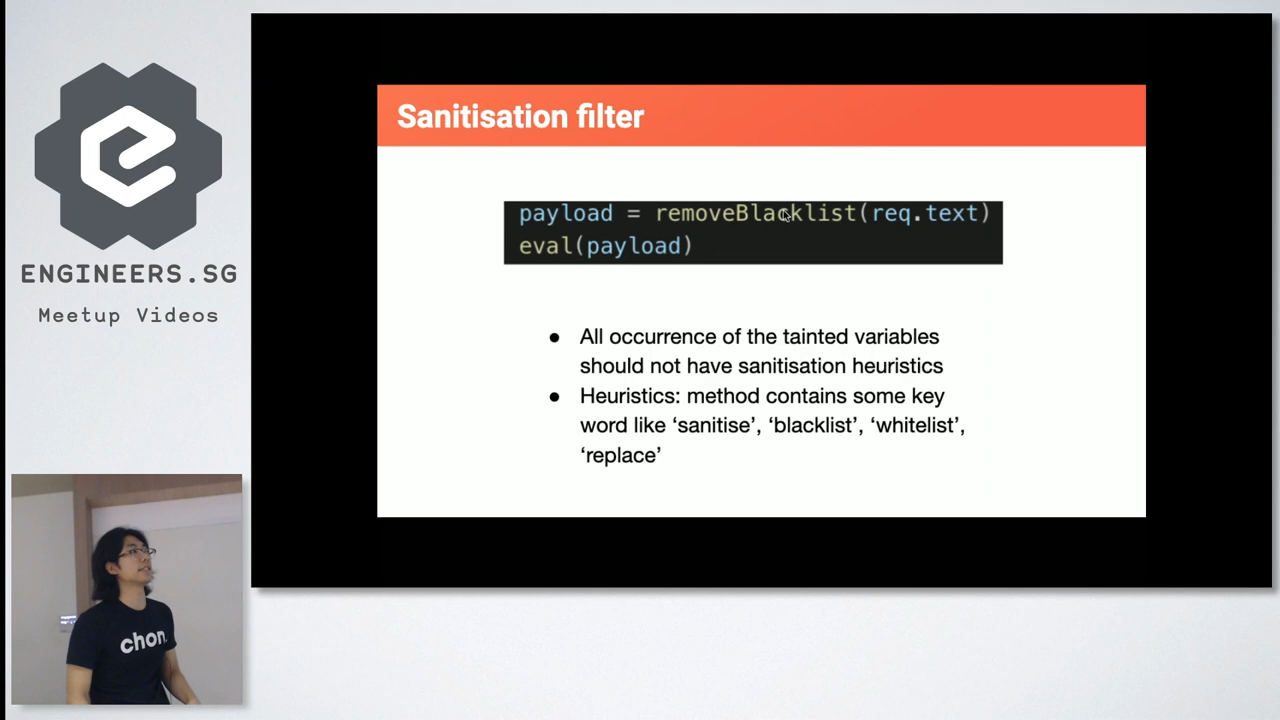 ENGINEERS.SG
Meetup Videos
Sanitisation filter
payload = removeBlacklist(req.text)
eval(payload)
● All occurrence of the tainted variables
should not have sanitisation heuristics
● Heuristics: method contains some key
word like ‘sanitise’, ‘blacklist’, ‘whitelist’,
‘replace’
chon.